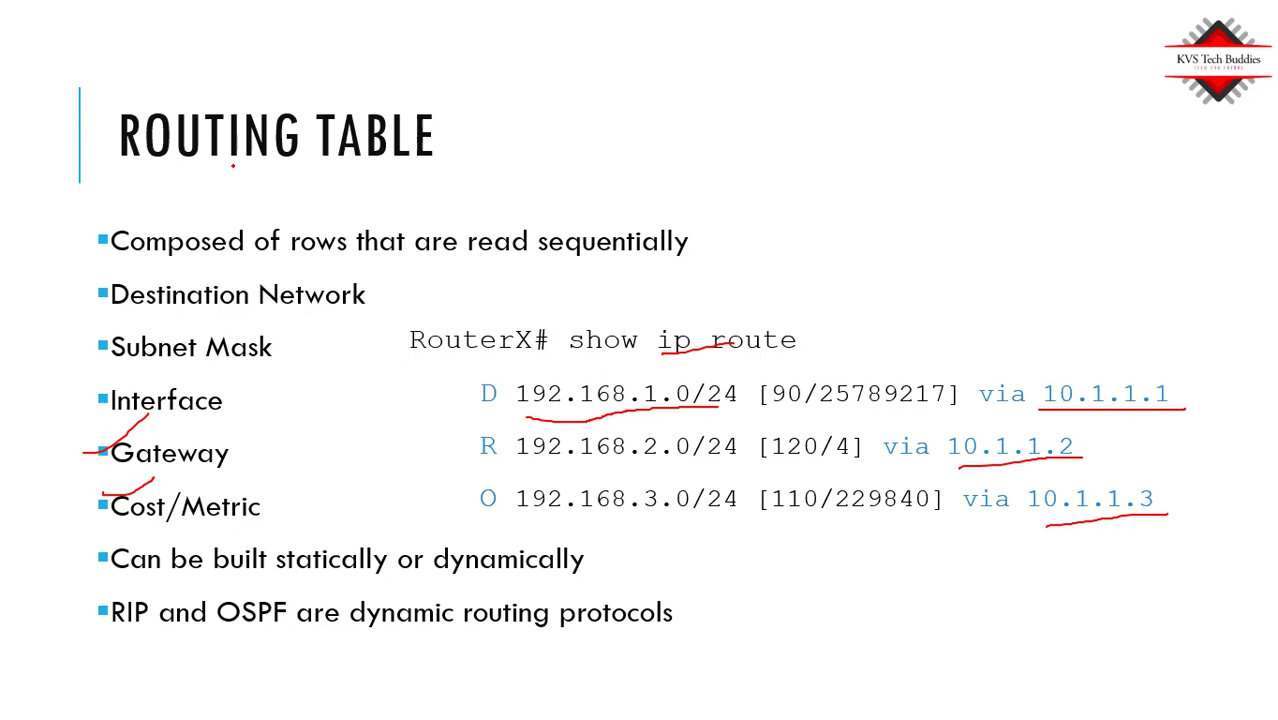 KVS Tech Buddies
ROUTING TABLE
Composed of rows that are read sequentially
Destination Network
Subnet Mask
Interface
Gateway
Cost/Metric
Can be built statically or dynamically
RIP and OSPF are dynamic routing protocols
RouterX# show ip route
D 192.168.1.0/24 [90/25789217] via 10.1.1.1
R 192.168.2.0/24 [120/4] via 10.1.1.2
O 192.168.3.0/24 [110/229840] via 10.1.1.3